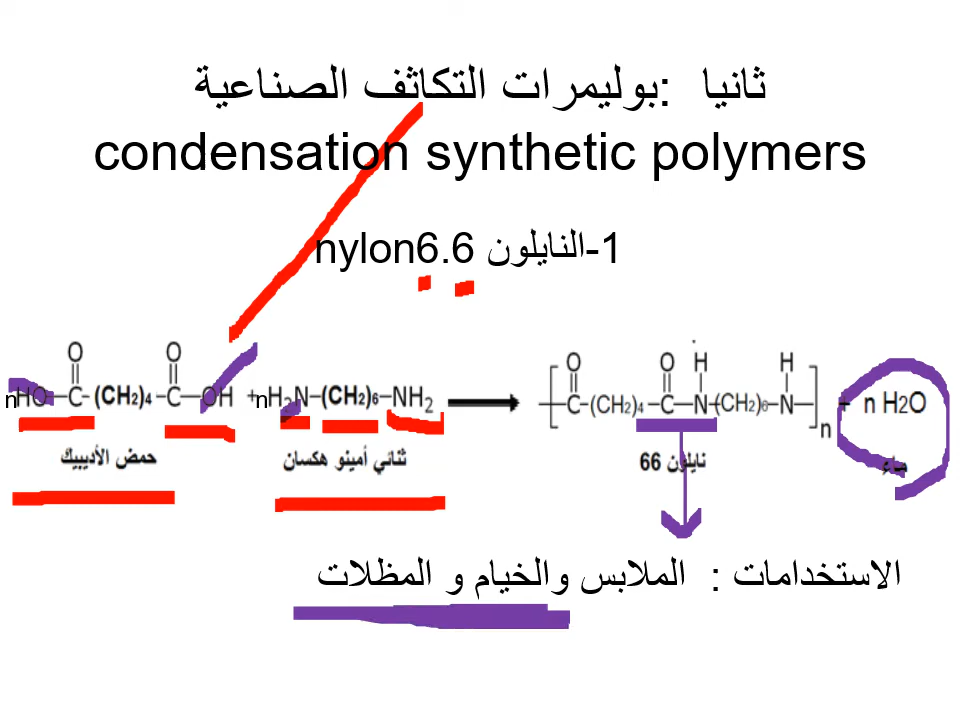 ثانيا : بوليمرات التكاثف الصناعية
condensation synthetic polymers
1-النايلون nylon6.6
O O O O H H
nHO-C-(CH2)4-C-OH + nH2N-(CH2)6-NH2 → [-C-(CH2)4-C-N-(CH2)6-N-]n + n H2O
حمض الأديبيك ثنائي أمينو هكسان نايلون 66 ماء
الاستخدامات : الملابس والخيام و المظلات